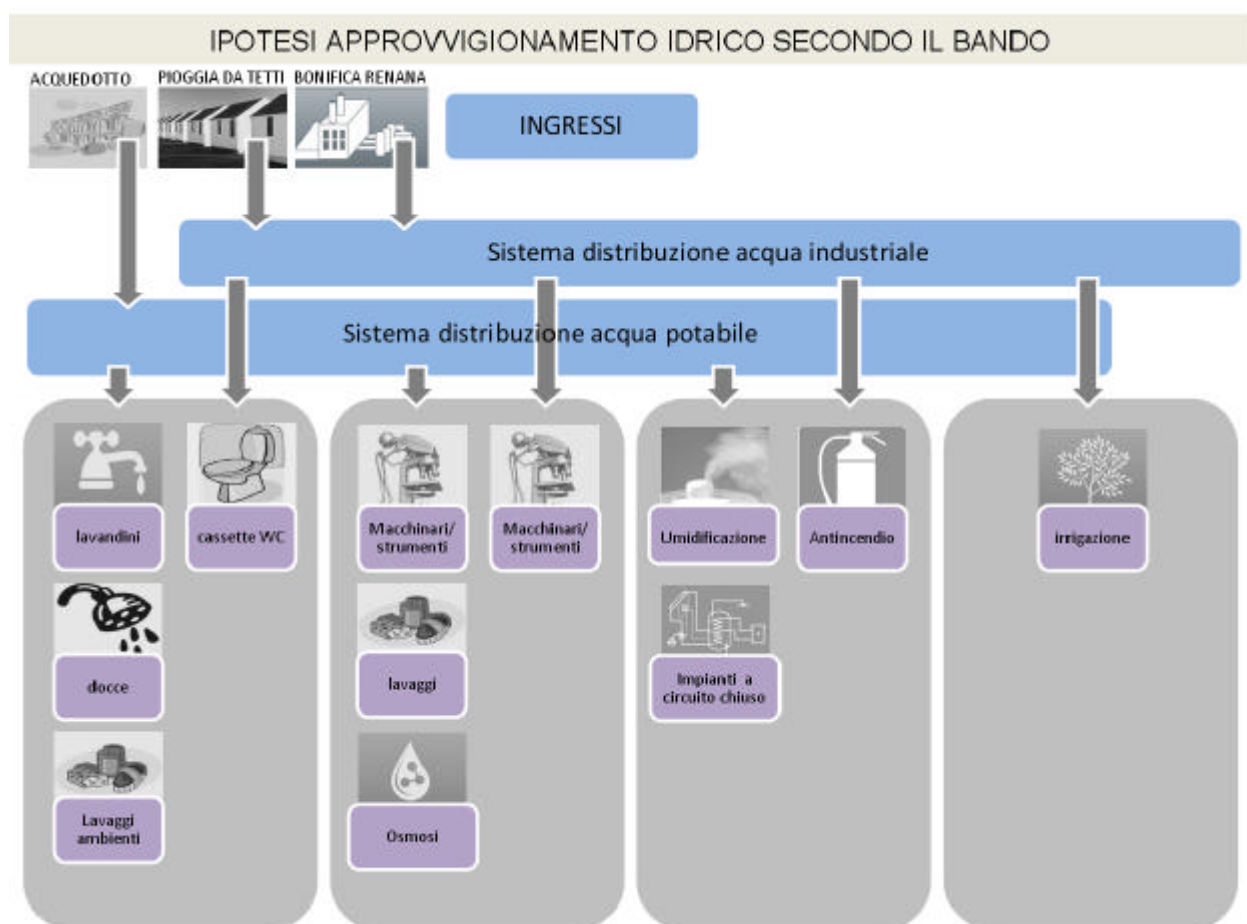 IPOTESI APPROVVIGIONAMENTO IDRICO SECONDO IL BANDO
ACQUEDOTTO
PIOGGIA DA TETTI
BONIFICA RENANA
INGRESSI
Sistema distribuzione acqua industriale
Sistema distribuzione acqua potabile
lavandini
cassette WC
Macchinari/
strumenti
Macchinari/
strumenti
Umidificazione
Antincendio
irrigazione
docce
lavaggi
Impianti a
circuito chiuso
Lavaggi
ambienti
Osmosi